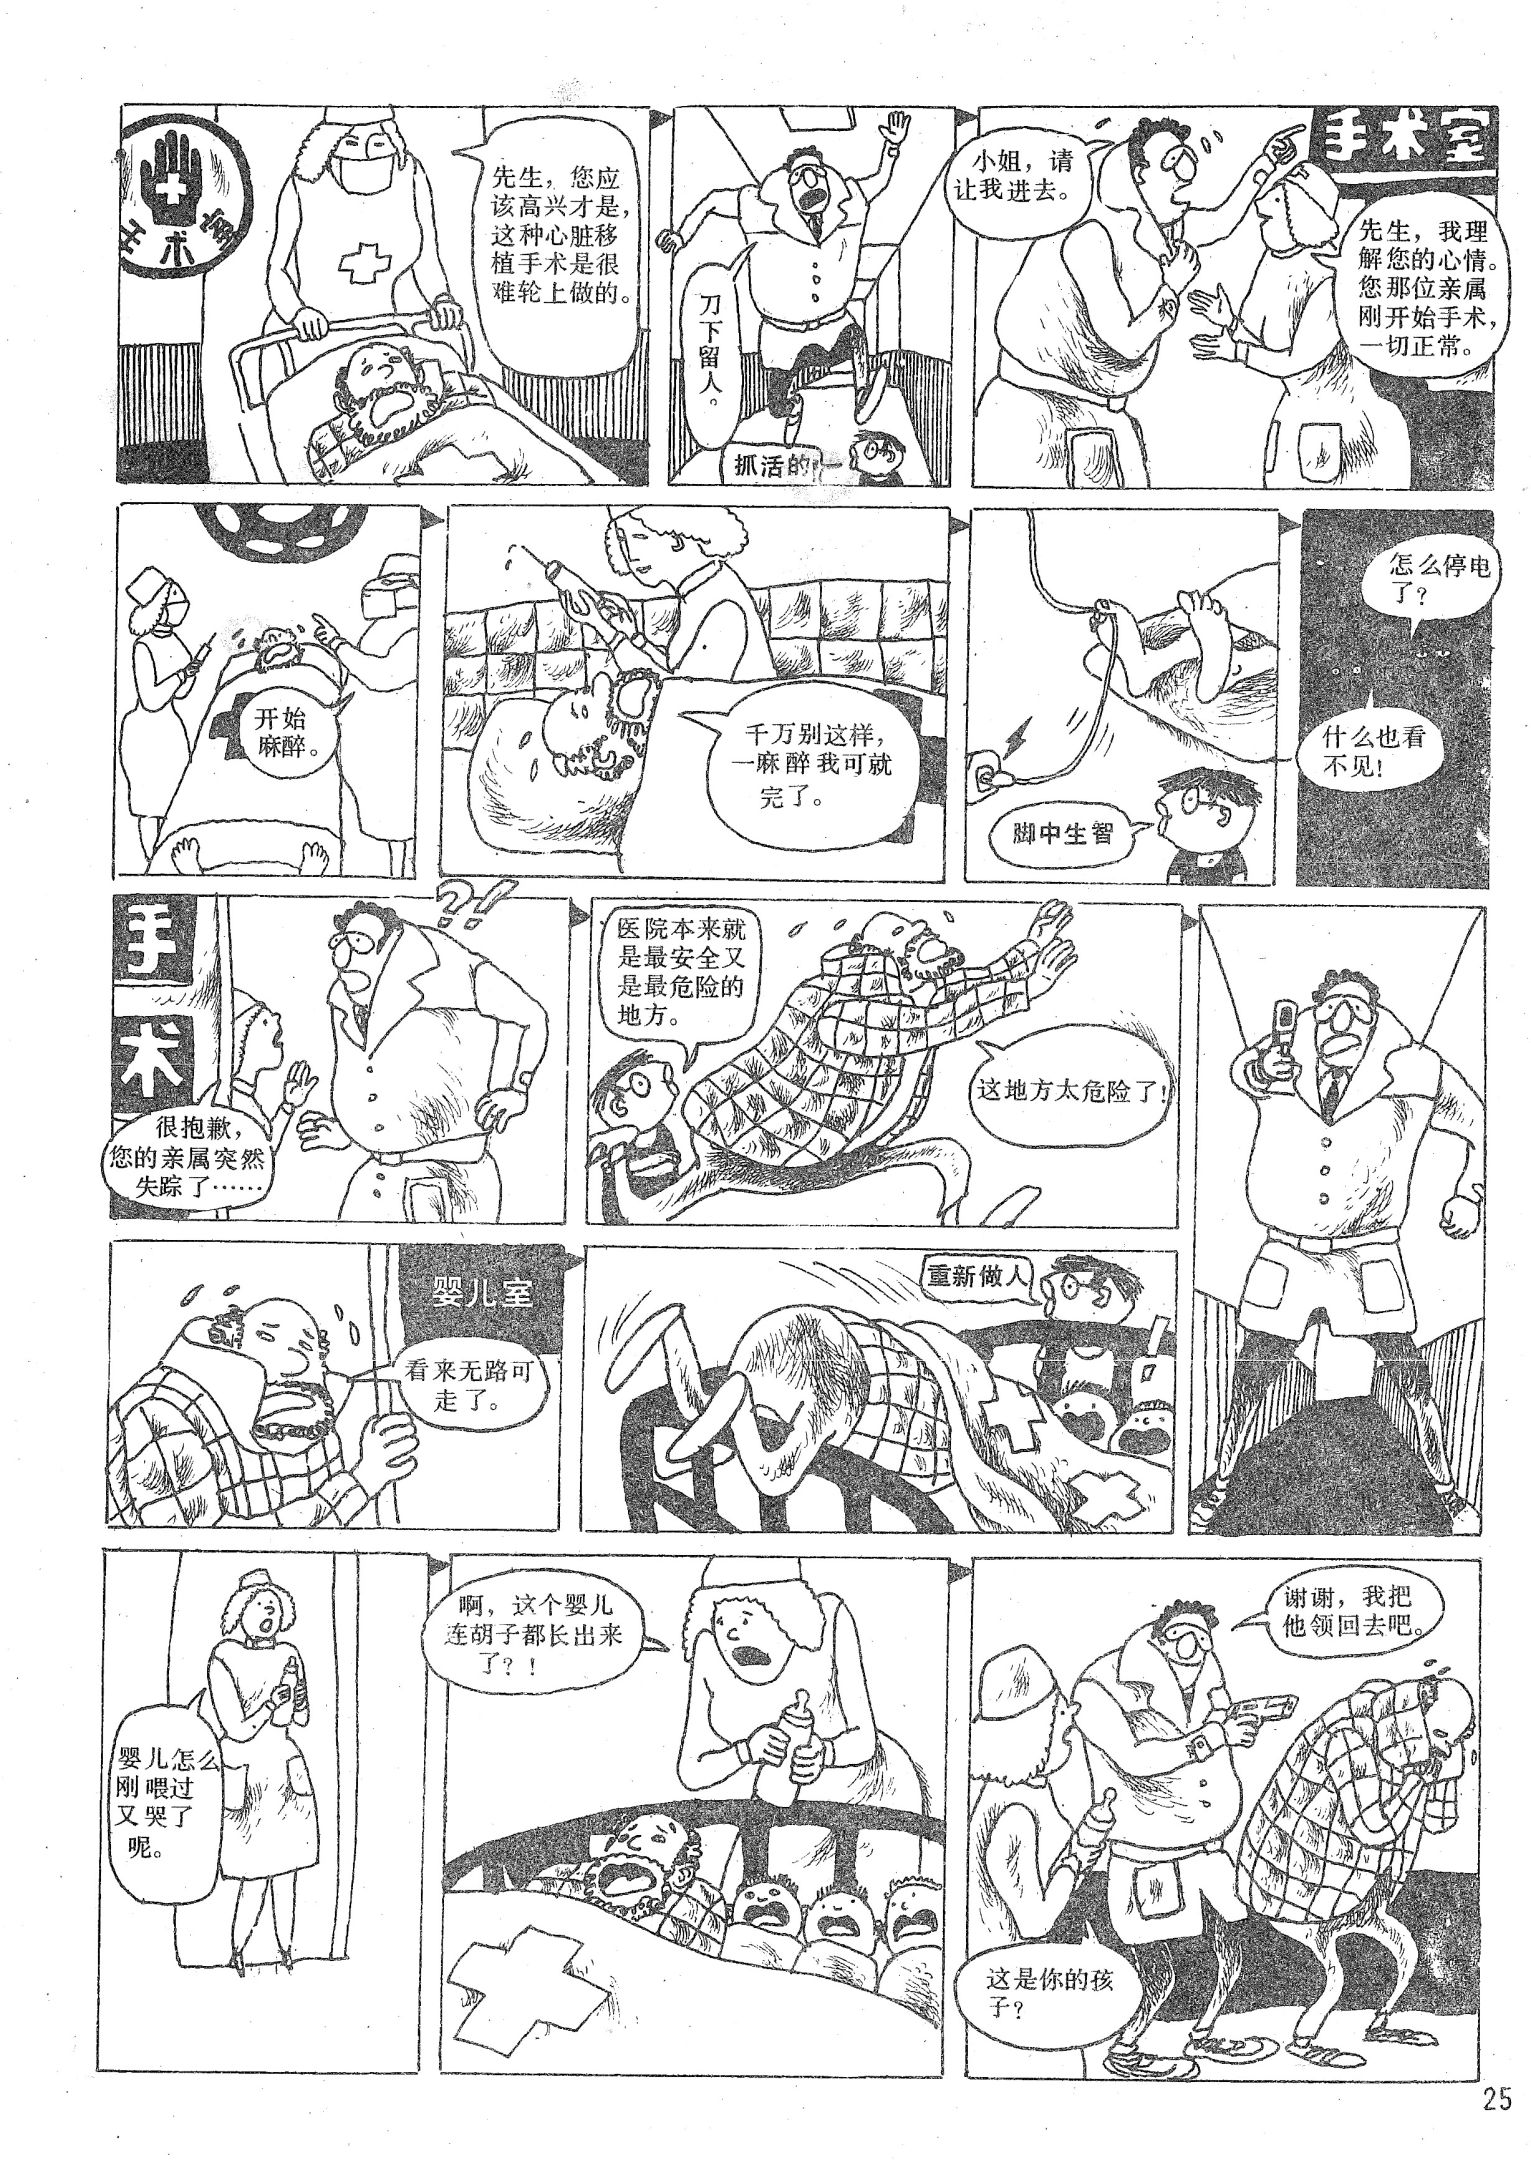 手术室
先生，您应
该高兴才是，
这种心脏移
植手术是很
难轮上做的。
刀下留人。
抓活的
小姐，请
让我进去。
手术室
先生，我理
解您的心情。
您那位亲属
刚开始手术，
一切正常。
开始
麻醉。
千万别这样，
一麻醉我可就
完了。
脚中生智
怎么停电
了？
什么也看
不见！
手
术
?!
很抱歉，
您的亲属突然
失踪了……
医院本来就
是最安全又
是最危险的
地方。
这地方太危险了！
婴儿室
看来无路可
走了。
重新做人
！
婴儿怎么
刚喂过
又哭了
呢。
啊，这个婴儿
连胡子都长出来
了？！
谢谢，我把
他领回去吧。
这是你的孩
子？
25